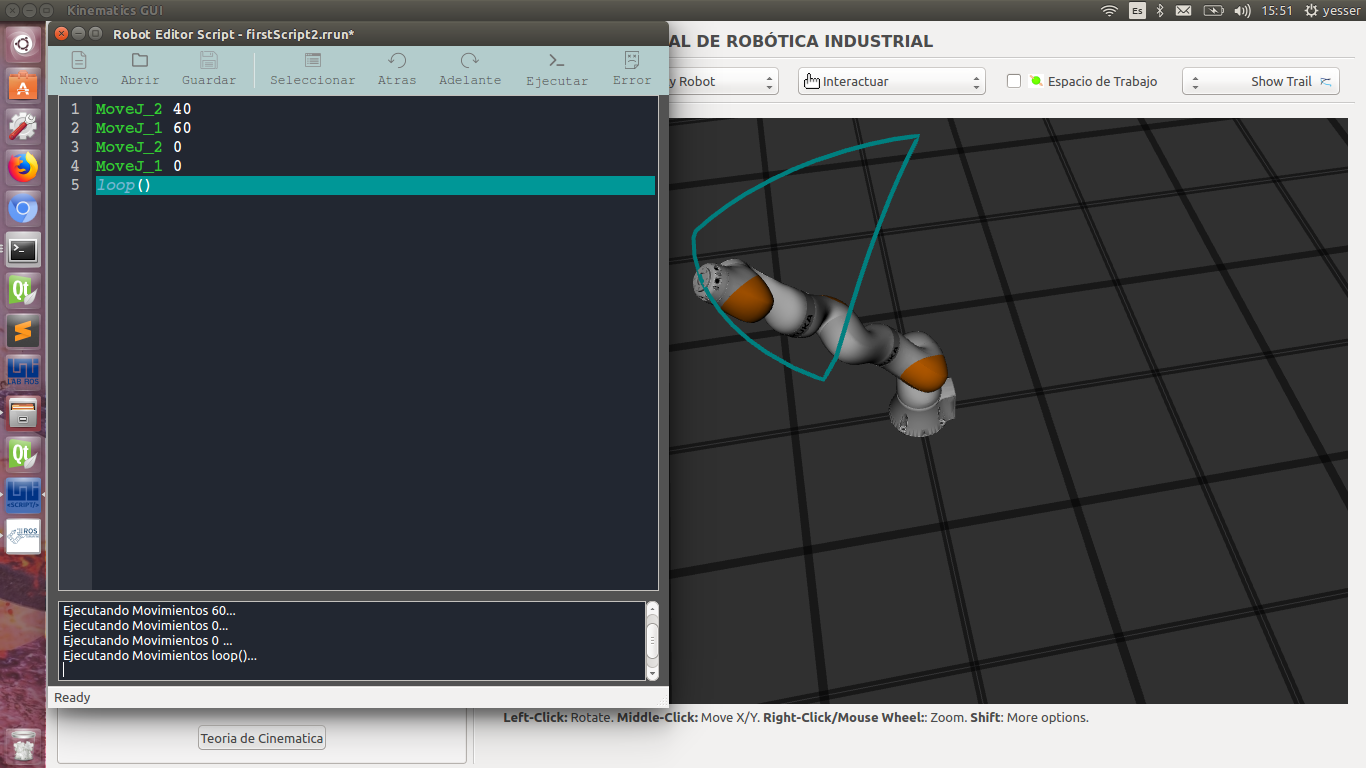 Kinematics GUI
Es
15:51
yesser
Robot Editor Script - firstScript2.rrun*
AL DE ROBÓTICA INDUSTRIAL
Nuevo
Abrir
Guardar
Seleccionar
Atras
Adelante
Ejecutar
Error
y Robot
Interactuar
Espacio de Trabajo
Show Trail
1 MoveJ_2 40
2 MoveJ_1 60
3 MoveJ_2 0
4 MoveJ_1 0
5 loop()
Ejecutando Movimientos 60...
Ejecutando Movimientos 0...
Ejecutando Movimientos 0 ...
Ejecutando Movimientos loop()...
Ready
Left-Click: Rotate. Middle-Click: Move X/Y. Right-Click/Mouse Wheel:: Zoom. Shift: More options.
Teoria de Cinematica
Qt
LAB ROS
Qt
<SCRIPT/>
ROS